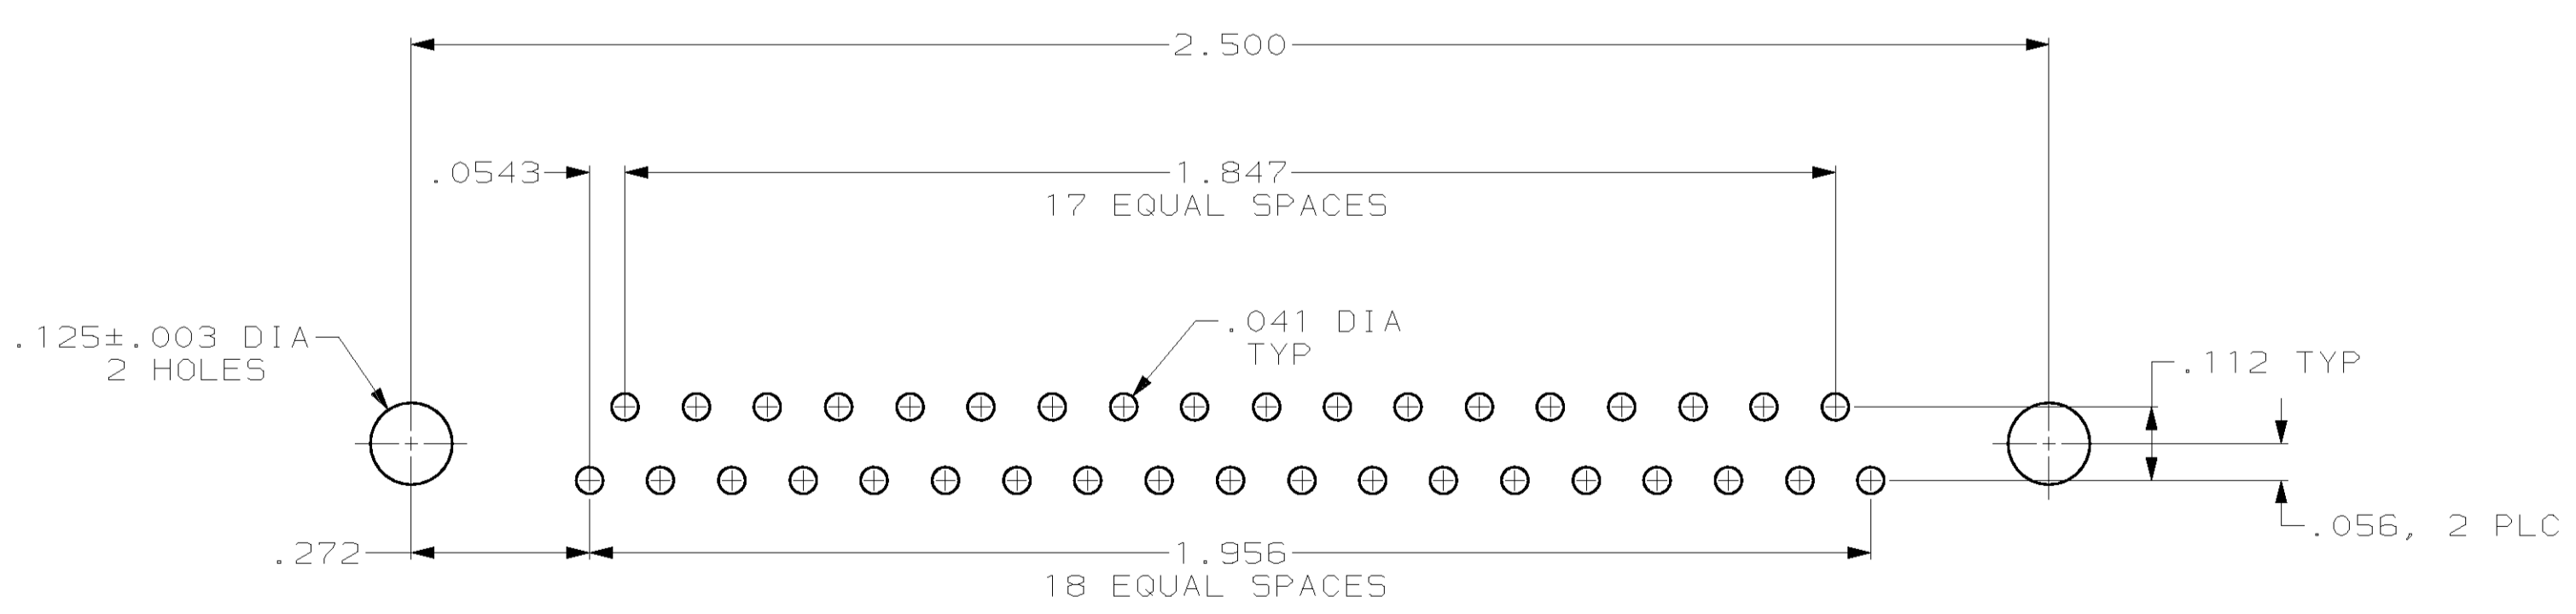 2.500
.0543
1.847
17 EQUAL SPACES
.125±.003 DIA
2 HOLES
.041 DIA
TYP
.112 TYP
.056, 2 PLC
.272
1.956
18 EQUAL SPACES